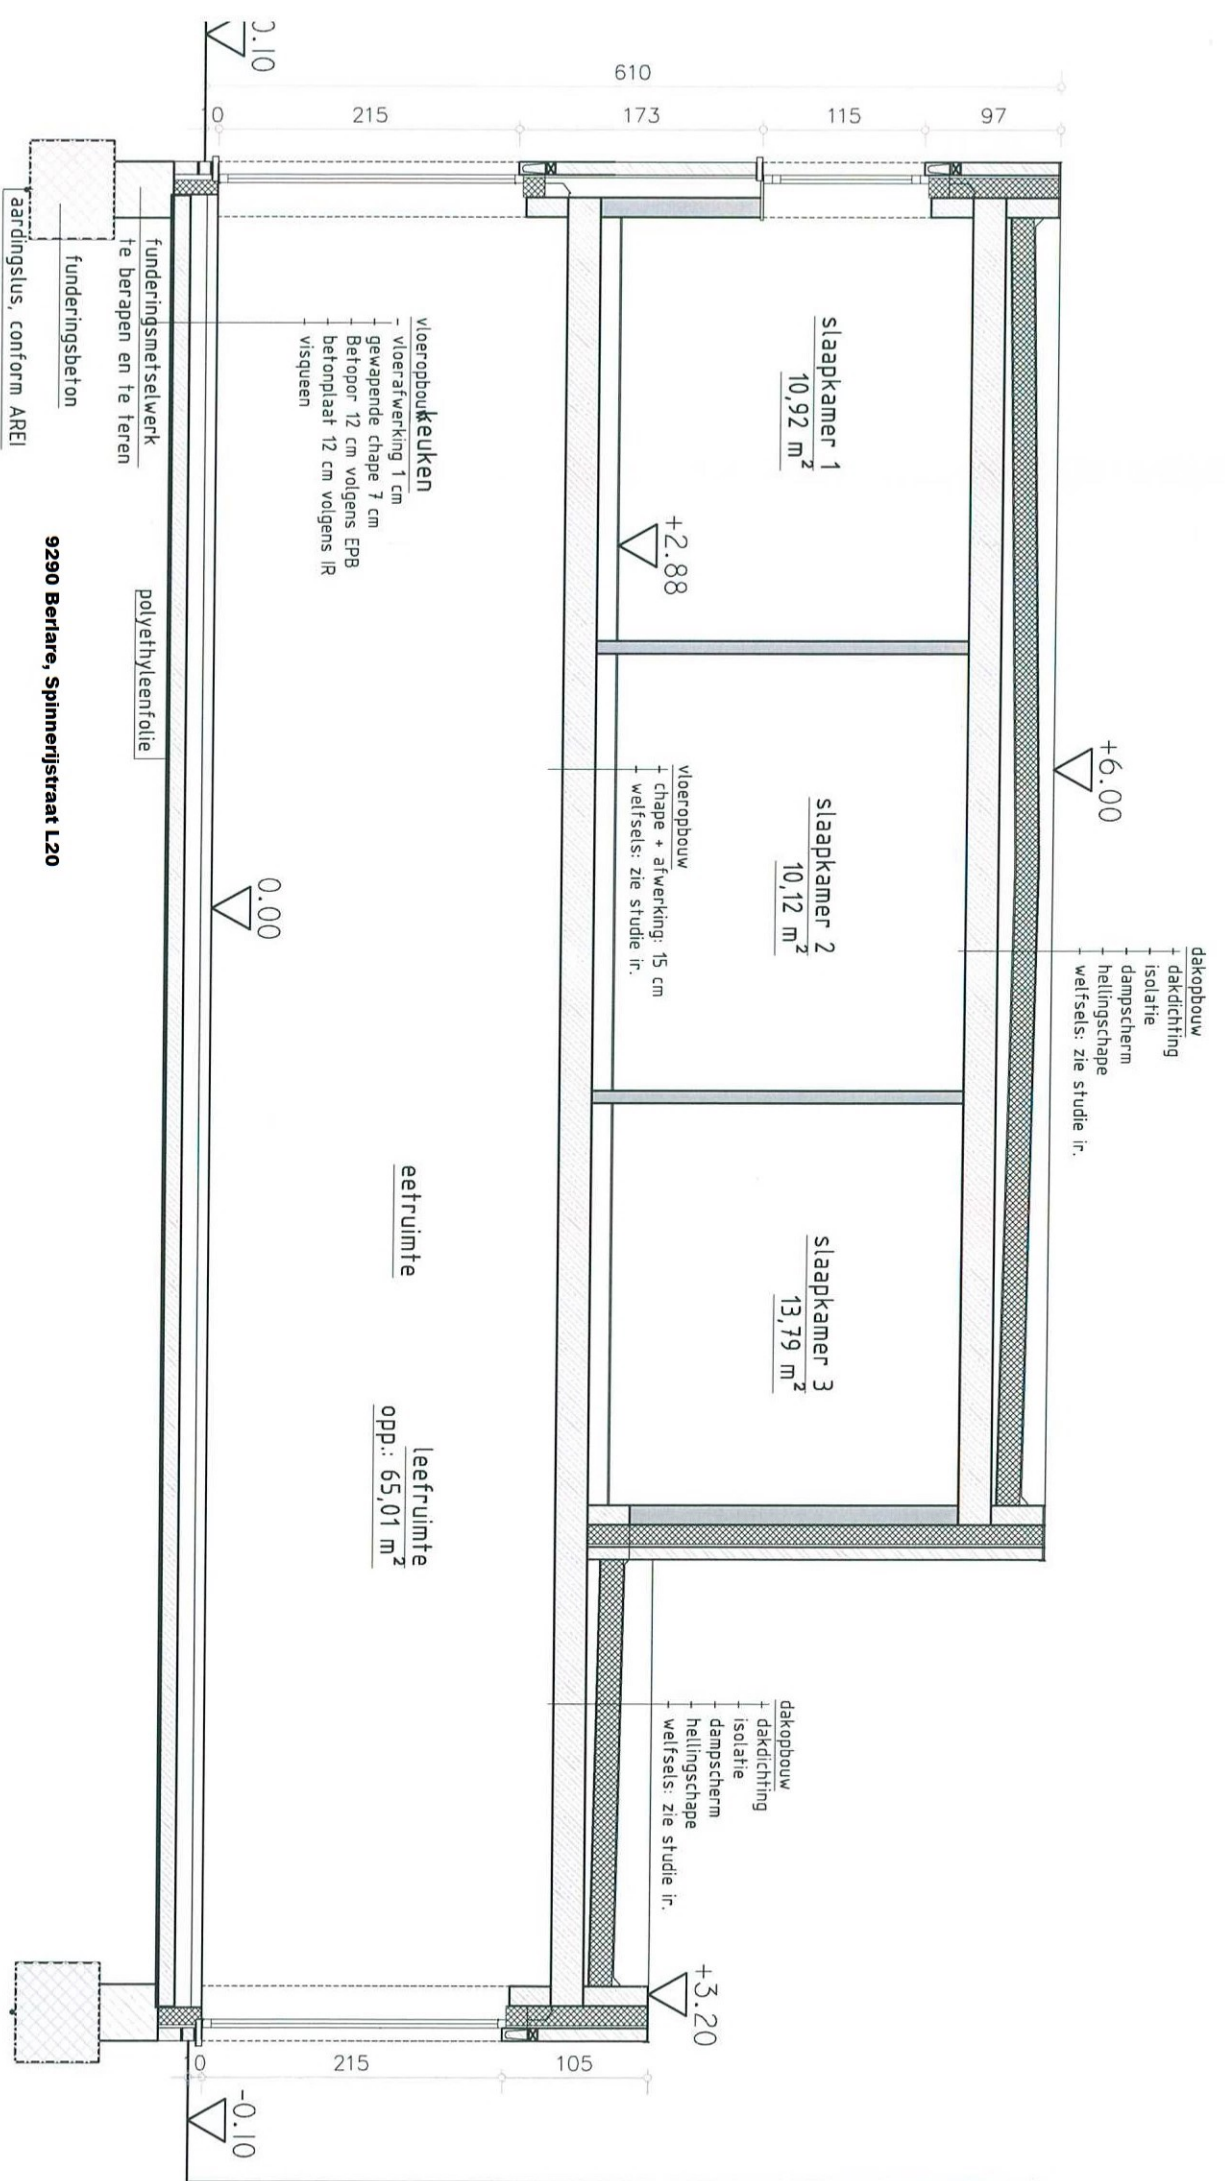 dakopbouw
- dakdichting
- isolatie
- dampscherm
- hellingschape
- welfsels: zie studie ir.
+6.00
610
97
115
173
215
10
slaapkamer 1
10,92 m²
slaapkamer 2
10,12 m²
slaapkamer 3
13,79 m²
+2.88
vloeropbouw
- chape + afwerking: 15 cm
- welfsels: zie studie ir.
dakopbouw
- dakdichting
- isolatie
- dampscherm
- hellingschape
- welfsels: zie studie ir.
+3.20
105
215
10
-0.10
keuken
vloeropbouw
- vloerafwerking 1 cm
- gewapende chape 7 cm
- Betopor 12 cm volgens EPB
- betonplaat 12 cm volgens IR
- visqueen
eetruimte
leefruimte
opp.: 65,01 m²
0.00
0.10
funderingsmetselwerk
te berapen en te teren
polyethyleenfolie
funderingsbeton
aardingslus, conform AREI
9290 Berlare, Spinnerijstraat L.20